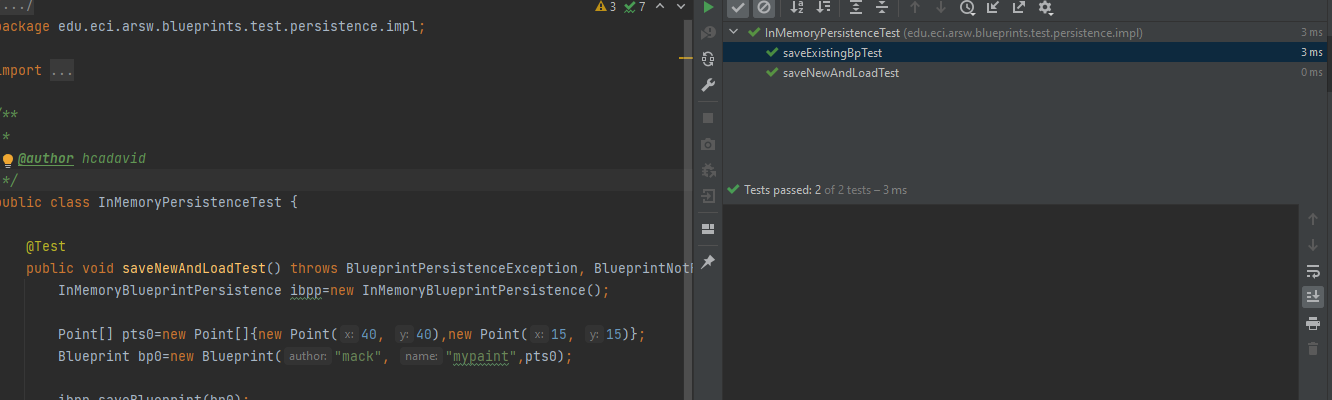 .../
package edu.eci.arsw.blueprints.test.persistence.impl;
import ...
/**
*
@author hcadavid
*/
public class InMemoryPersistenceTest {
@Test
public void saveNewAndLoadTest() throws BlueprintPersistenceException, BlueprintNot
InMemoryBlueprintPersistence ibpp=new InMemoryBlueprintPersistence();
Point[] pts0=new Point[]{new Point( x: 40, y: 40),new Point( x: 15, y: 15)};
Blueprint bp0=new Blueprint( author: "mack", name: "mypaint",pts0);
ibpp.saveBlueprint(bp0);
3 7
InMemoryPersistenceTest (edu.eci.arsw.blueprints.test.persistence.impl) 3 ms
saveExistingBpTest 3 ms
saveNewAndLoadTest 0 ms
Tests passed: 2 of 2 tests – 3 ms